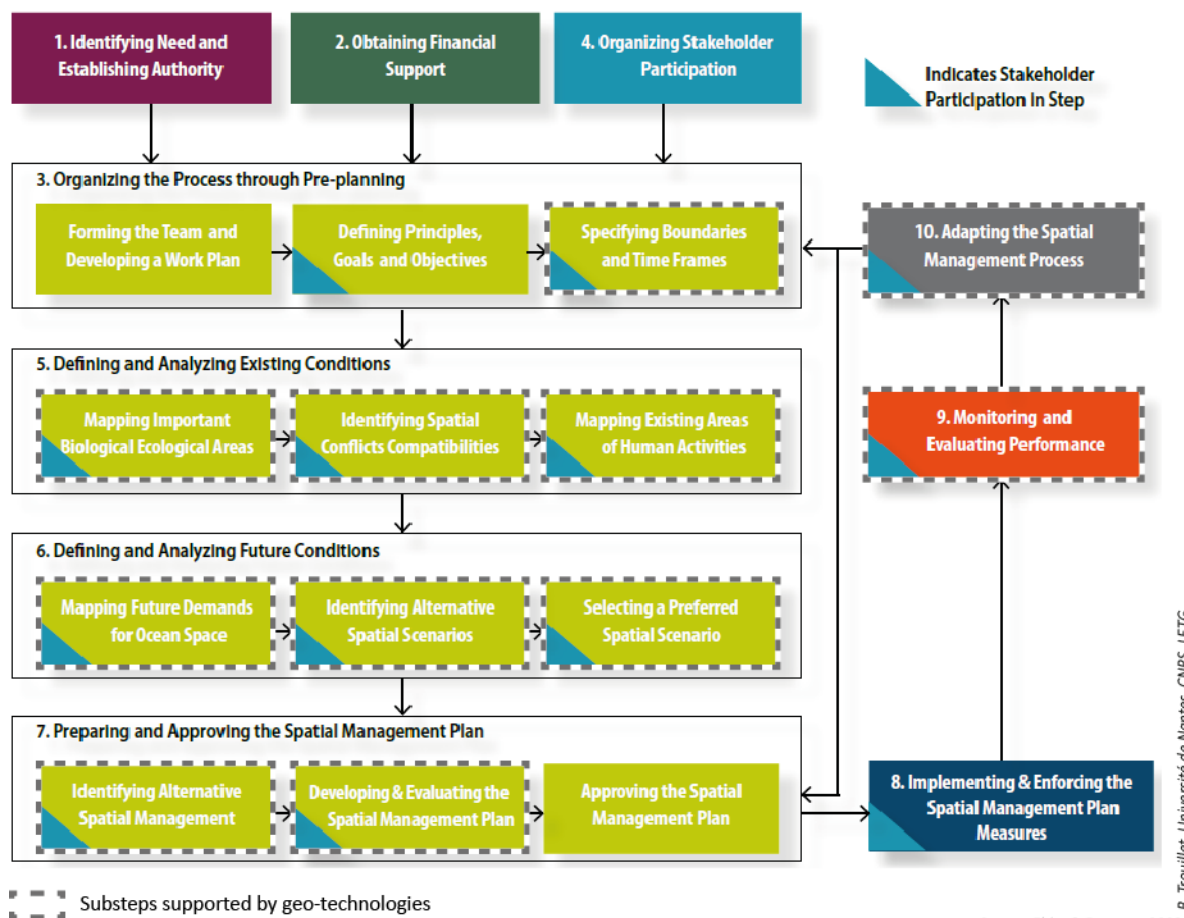 1. Identifying Need and
Establishing Authority
2. Obtaining Financial
Support
4. Organizing Stakeholder
Participation
Indicates Stakeholder
Participation in Step
3. Organizing the Process through Pre-planning
Forming the Team and
Developing a Work Plan
Defining Principles,
Goals and Objectives
Specifying Boundaries
and Time Frames
10. Adapting the Spatial
Management Process
5. Defining and Analyzing Existing Conditions
Mapping Important
Biological Ecological Areas
Identifying Spatial
Conflicts Compatibilities
Mapping Existing Areas
of Human Activities
9. Monitoring and
Evaluating Performance
6. Defining and Analyzing Future Conditions
Mapping Future Demands
for Ocean Space
Identifying Alternative
Spatial Scenarios
Selecting a Preferred
Spatial Scenario
7. Preparing and Approving the Spatial Management Plan
Identifying Alternative
Spatial Management
Developing & Evaluating the
Spatial Management Plan
Approving the Spatial
Management Plan
8. Implementing & Enforcing the
Spatial Management Plan
Measures
Substeps supported by geo-technologies
B. Trouillet, Université de Nantes, CNRS, LETG